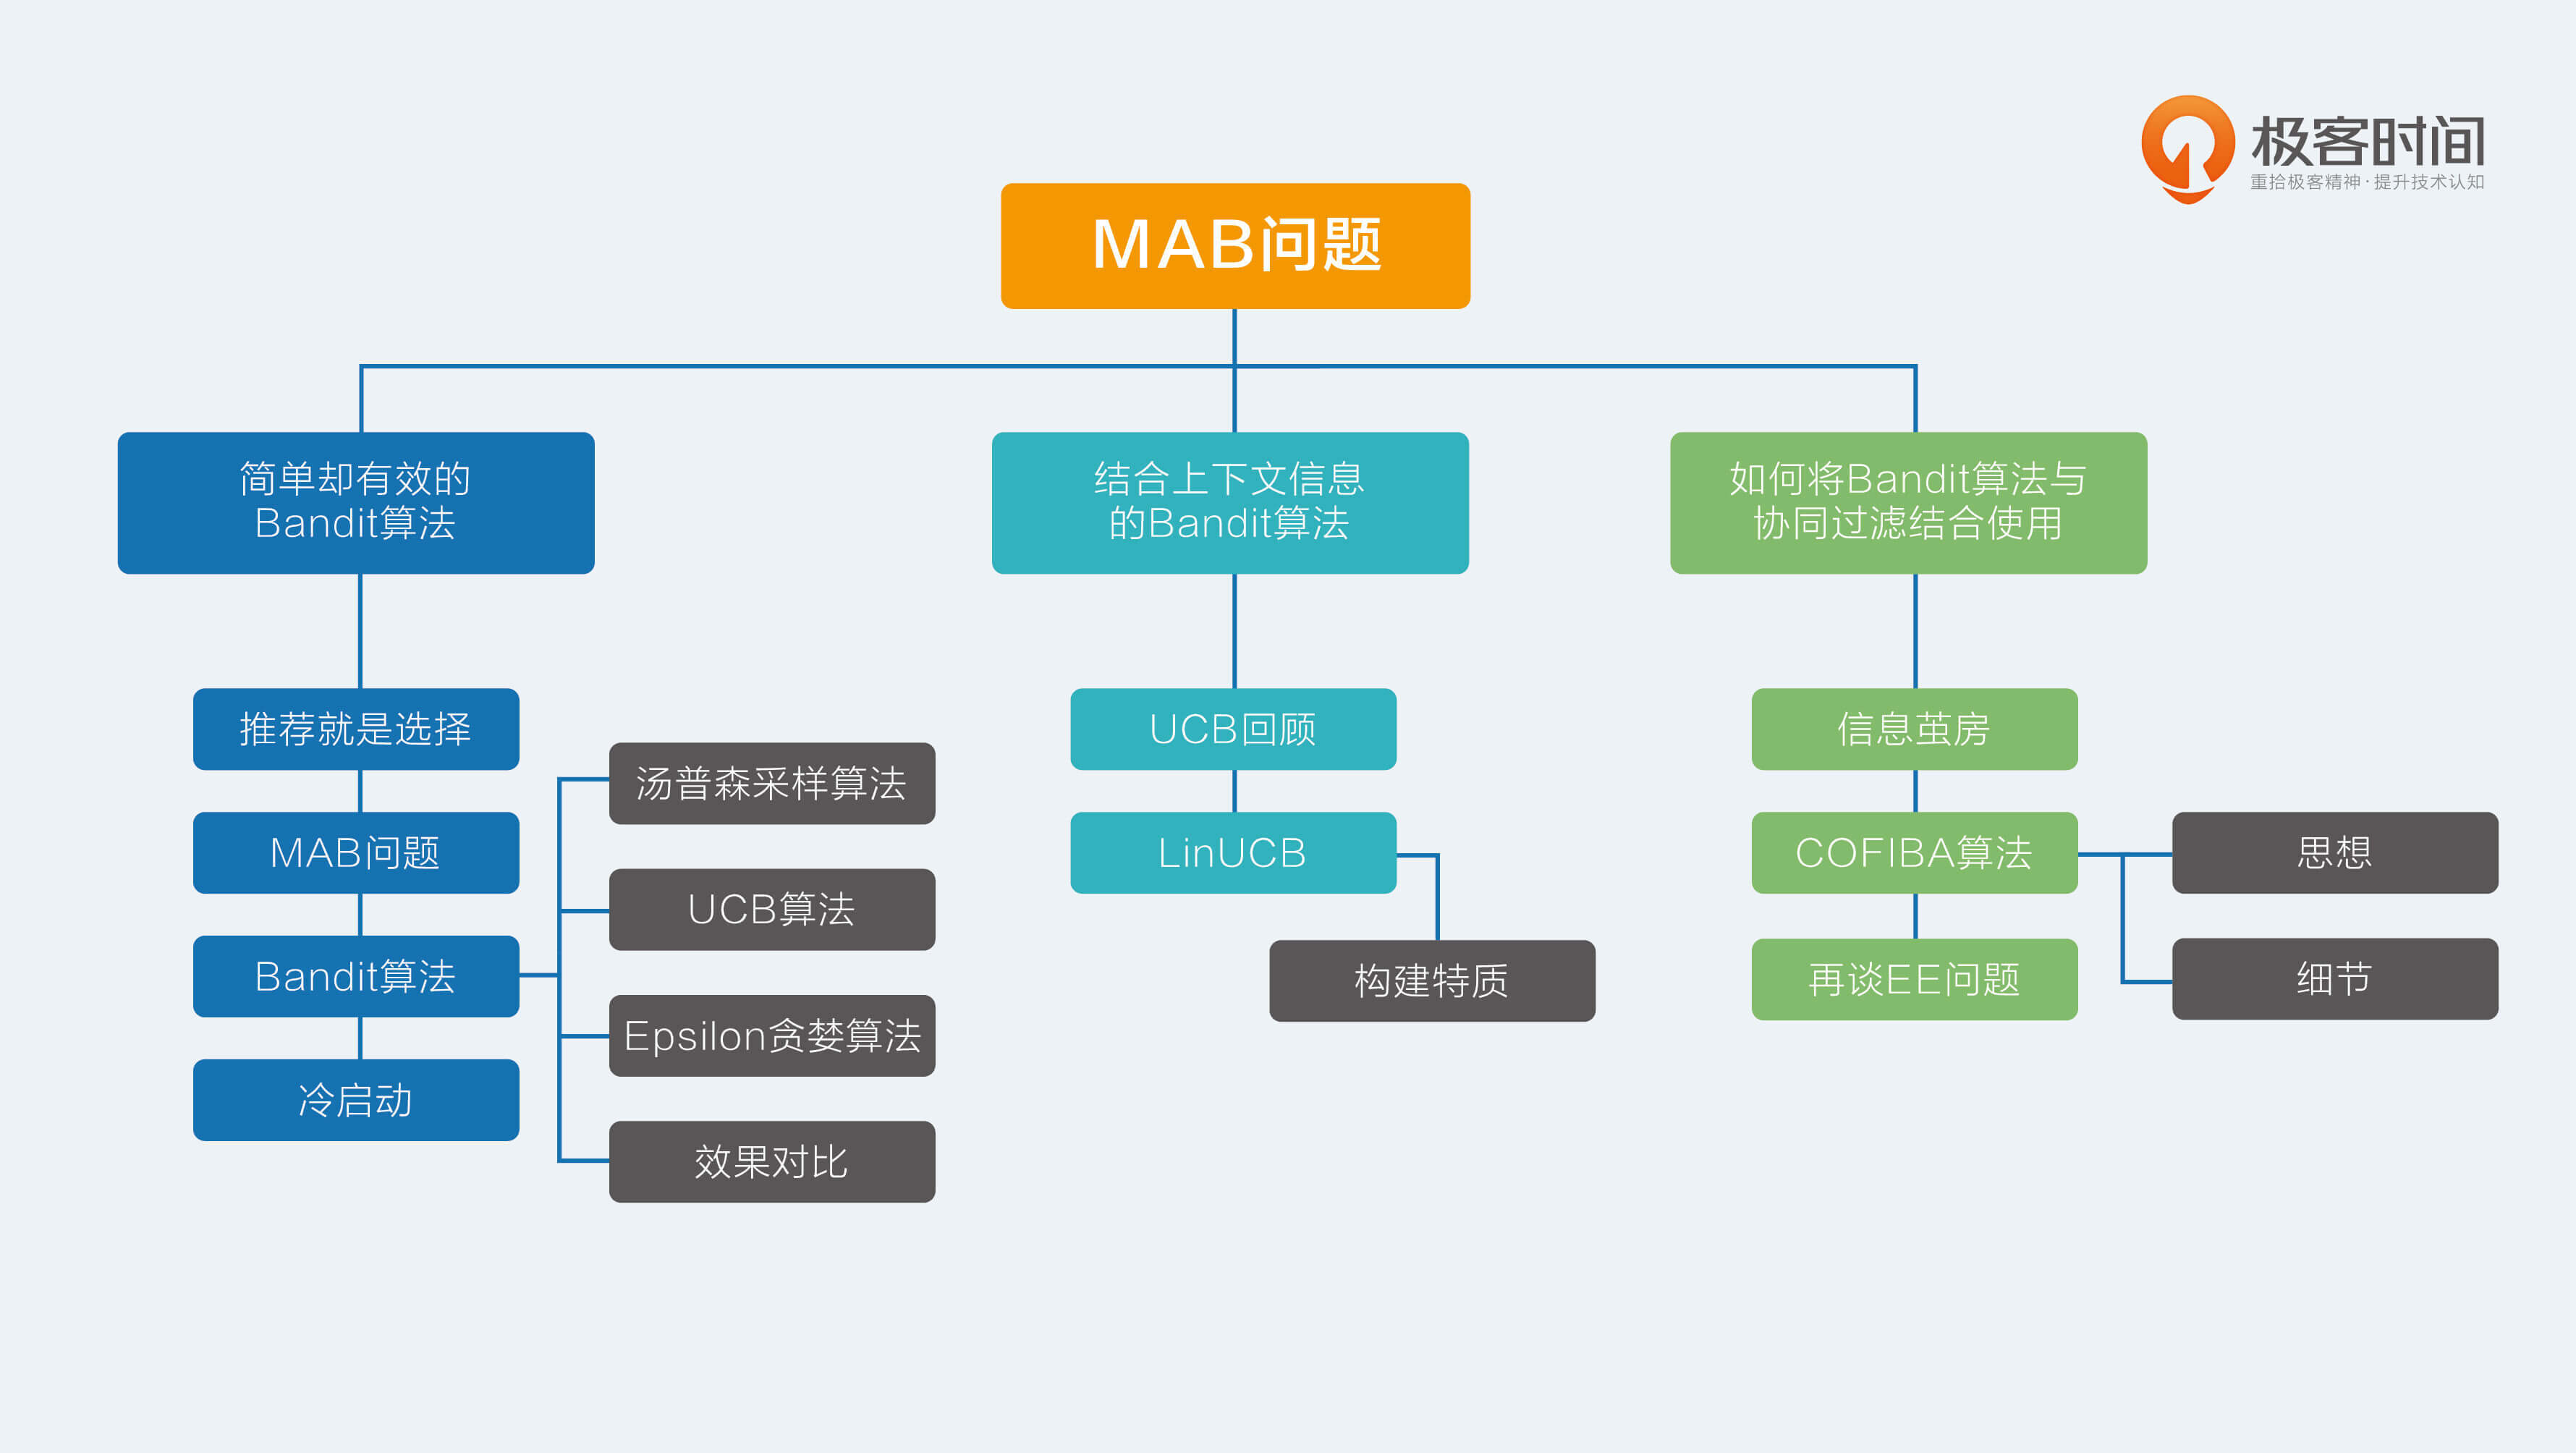 极客时间
重拾极客精神·提升技术认知
MAB问题
简单却有效的
Bandit算法
推荐就是选择
MAB问题
Bandit算法
冷启动
汤普森采样算法
UCB算法
Epsilon贪婪算法
效果对比
结合上下文信息
的Bandit算法
UCB回顾
LinUCB
构建特质
如何将Bandit算法与
协同过滤结合使用
信息茧房
COFIBA算法
再谈EE问题
思想
细节